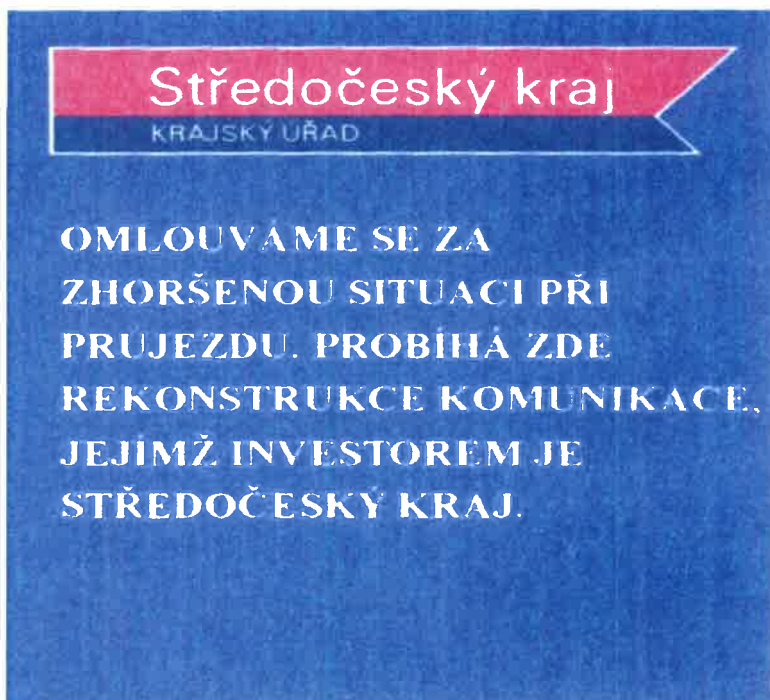 Středočeský kraj
KRAJSKÝ ÚŘAD
OMLOUVÁME SE ZA
ZHORŠENOU SITUACI PŘI
PRŮJEZDU. PROBÍHÁ ZDE
REKONSTRUKCE KOMUNIKACE,
JEJÍMŽ INVESTOREM JE
STŘEDOČESKÝ KRAJ.